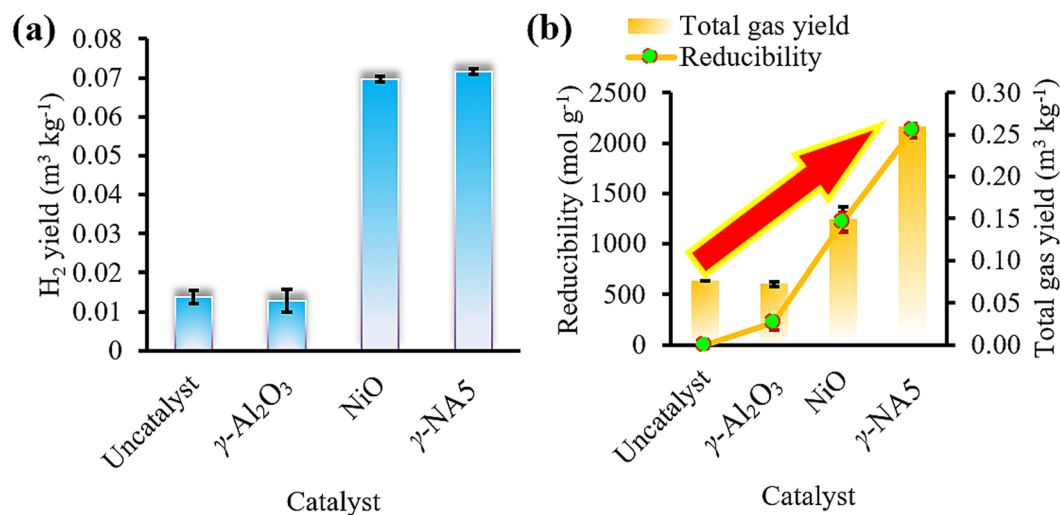 (a)
H₂ yield (m³ kg⁻¹)
0.08
0.07
0.06
0.05
0.04
0.03
0.02
0.01
0
Uncatalyst
γ-Al₂O₃
NiO
γ-NA5
Catalyst
(b)
Total gas yield
Reducibility
Reducibility (mol g⁻¹)
2500
2000
1500
1000
500
0
0.30
0.25
0.20
0.15
0.10
0.05
0.00
Total gas yield (m³ kg⁻¹)
Uncatalyst
γ-Al₂O₃
NiO
γ-NA5
Catalyst